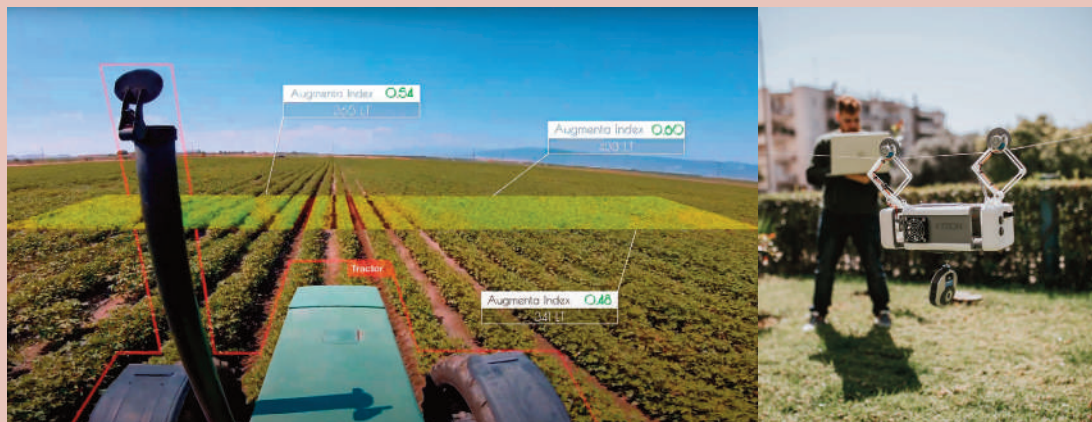 Augmenta Index 0.54
Augmenta Index 0.60
Augmenta Index 0.48
341 LT
Tractor